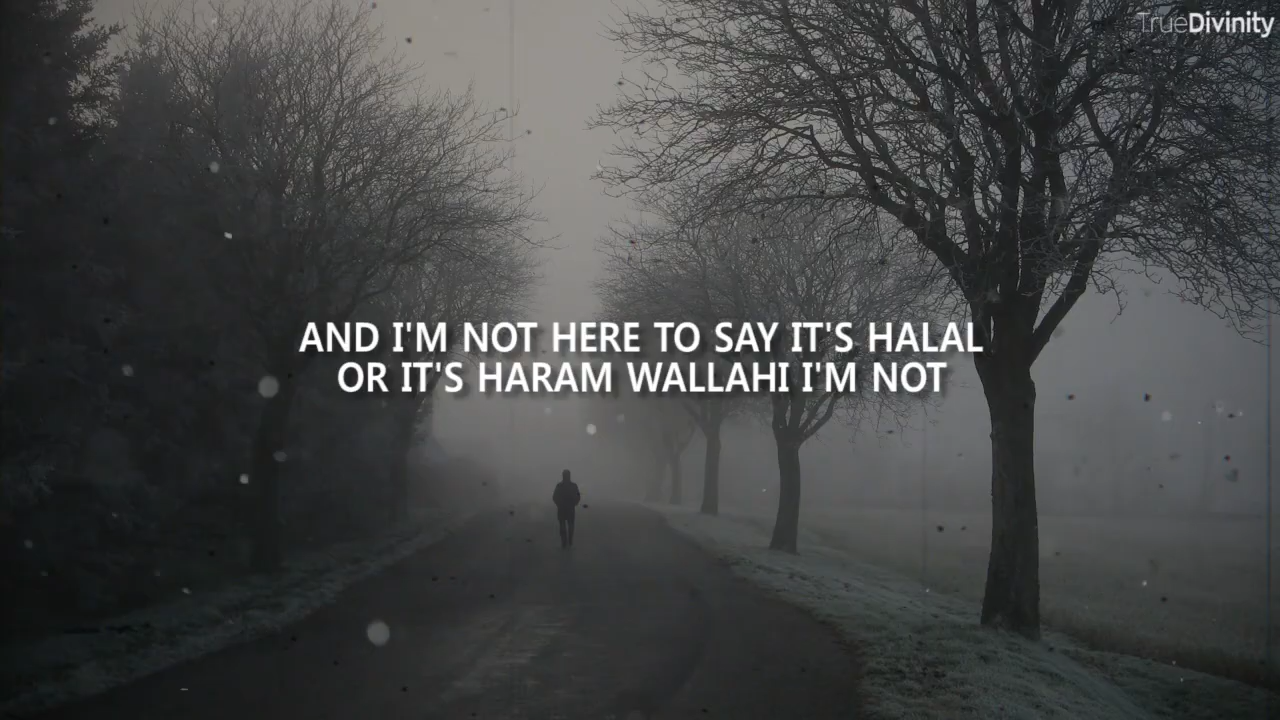 TrueDivinity
AND I'M NOT HERE TO SAY IT'S HALAL
OR IT'S HARAM WALLAHI I'M NOT